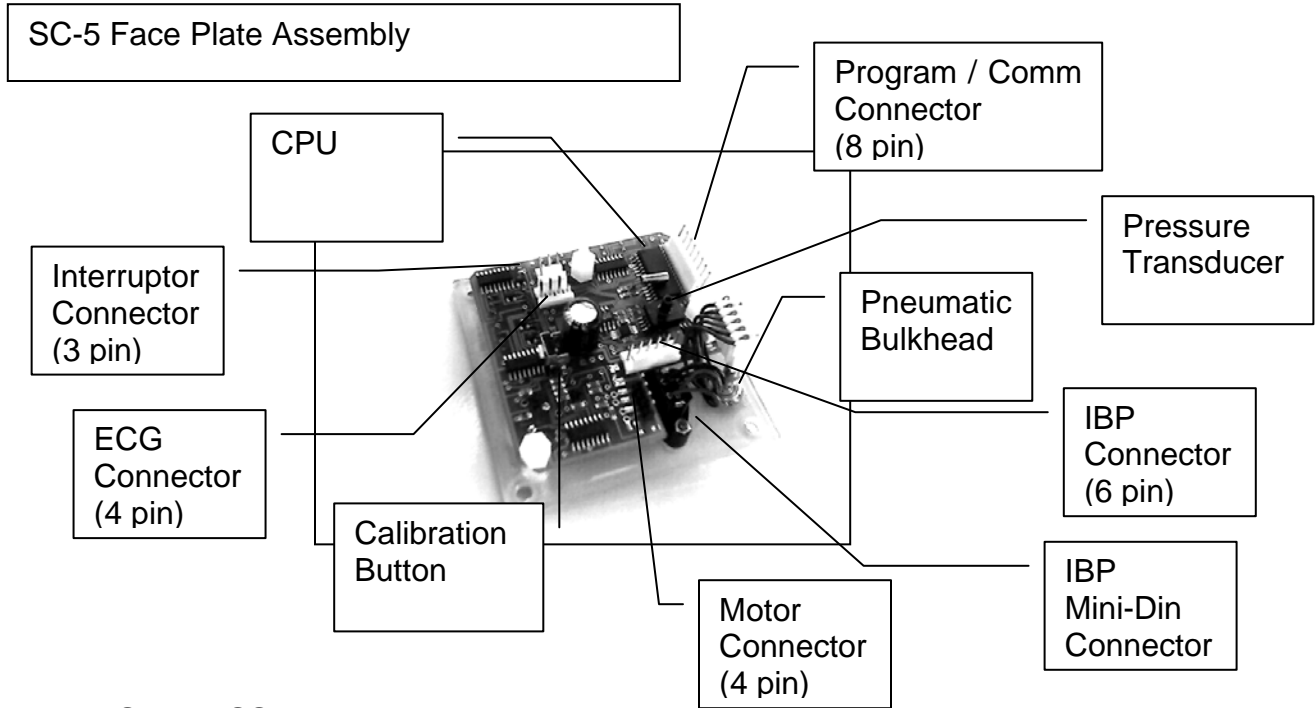 SC-5 Face Plate Assembly
Program / Comm
Connector
(8 pin)
CPU
Pressure
Transducer
Interruptor
Connector
(3 pin)
Pneumatic
Bulkhead
ECG
Connector
(4 pin)
IBP
Connector
(6 pin)
Calibration
Button
IBP
Mini-Din
Connector
Motor
Connector
(4 pin)